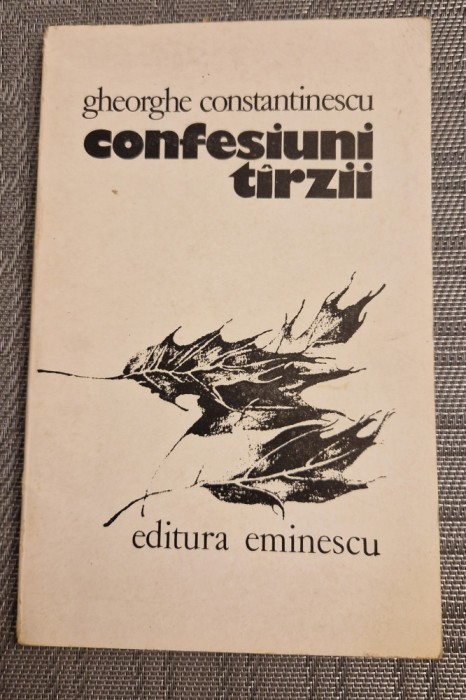 gheorghe constantinescu
confesiuni
tîrzii
editura eminescu